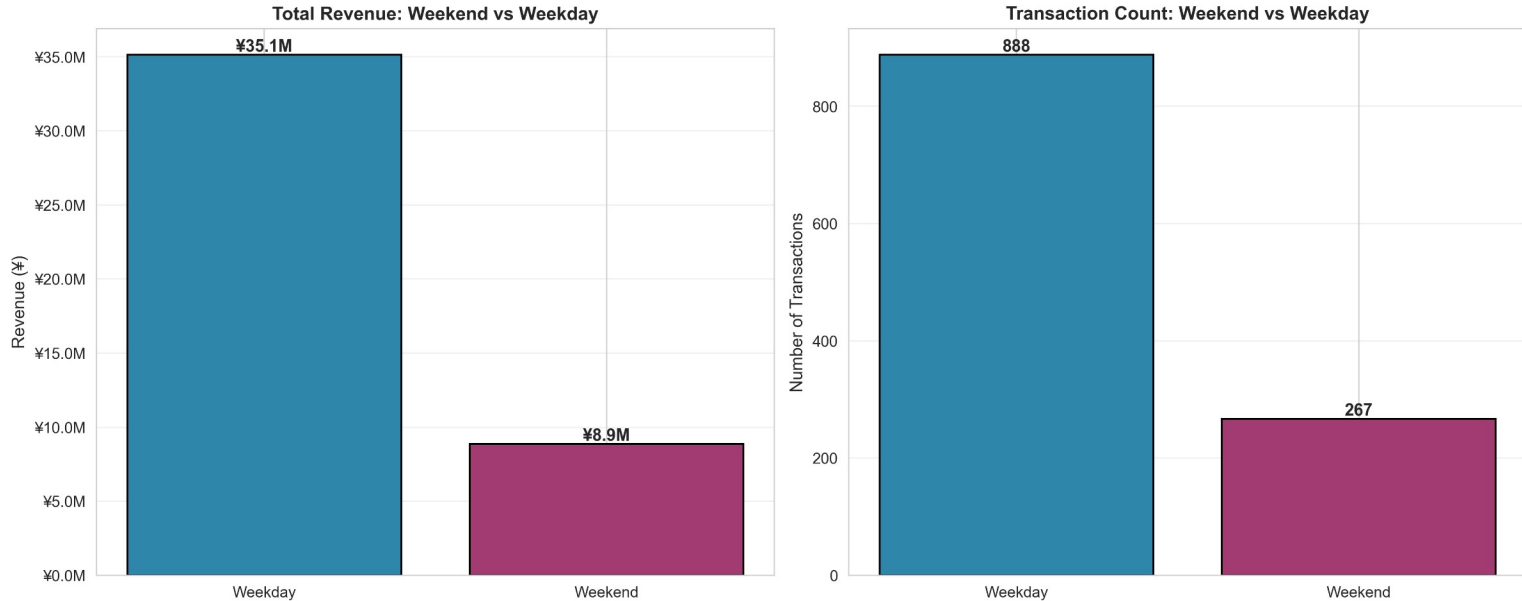 Total Revenue: Weekend vs Weekday
¥35.1M
¥35.0M
¥30.0M
¥25.0M
¥20.0M
¥15.0M
¥10.0M
¥8.9M
¥5.0M
¥0.0M
Revenue (¥)
Weekday
Weekend
Transaction Count: Weekend vs Weekday
888
800
600
400
267
200
0
Number of Transactions
Weekday
Weekend